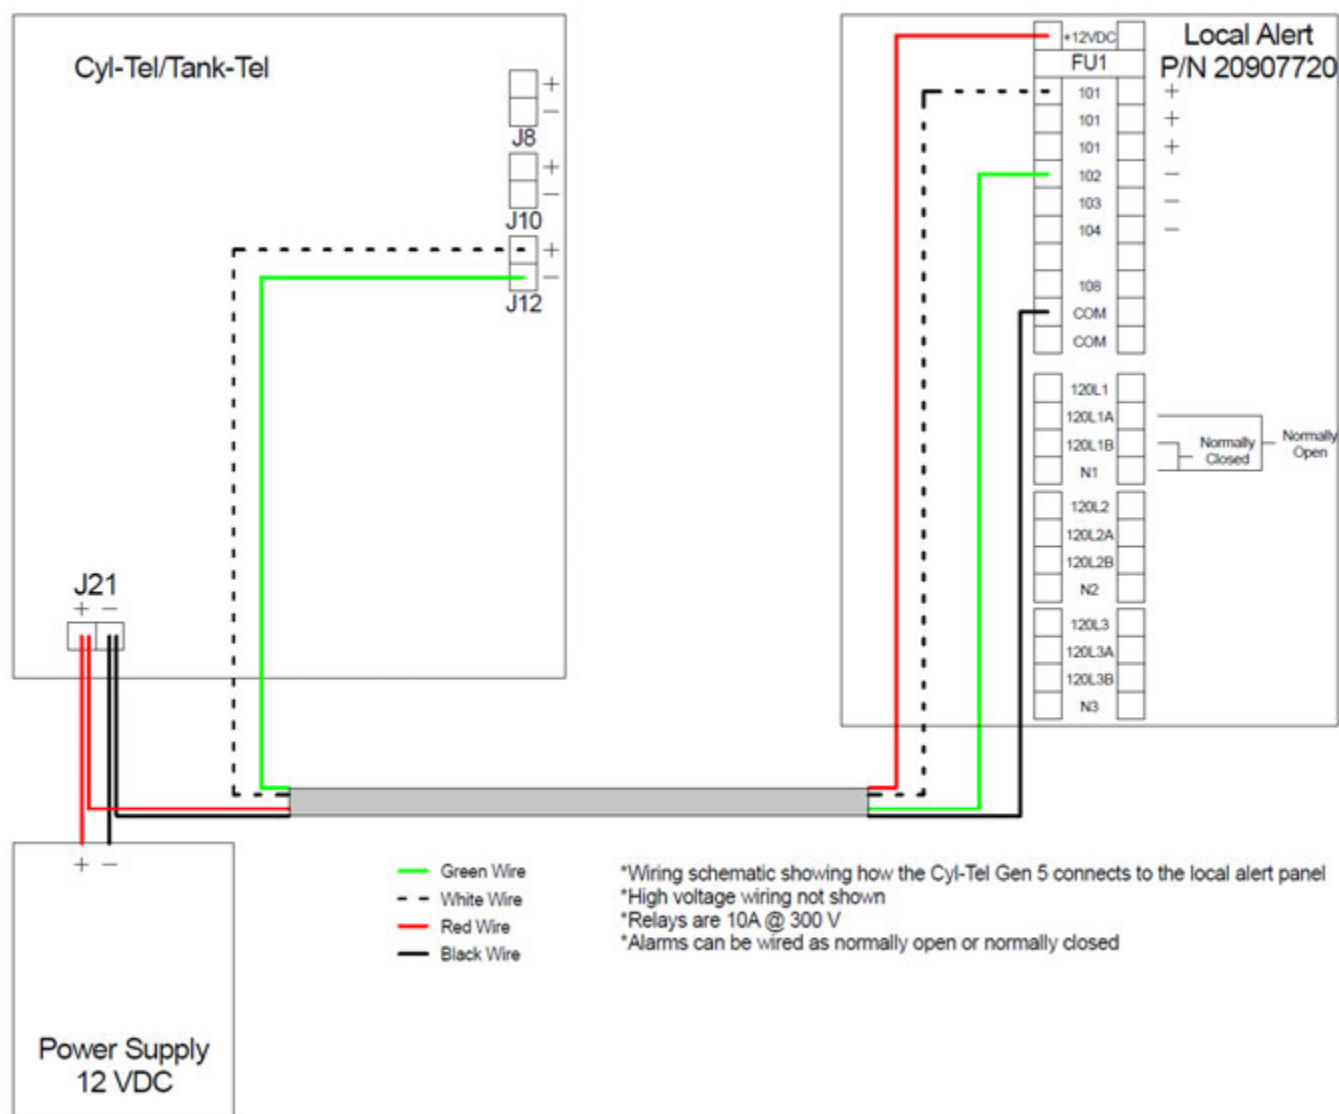 Cyl-Tel/Tank-Tel
+
−
J8
+
−
J10
+
−
J12
J21
+ −
+ −
Power Supply
12 VDC
Local Alert
P/N 20907720
+12VDC
FU1
101 +
101 +
101 +
102 −
103 −
104 −
108
COM
COM
120L1
120L1A
120L1B
N1
Normally
Closed
Normally
Open
120L2
120L2A
120L2B
N2
120L3
120L3A
120L3B
N3
Green Wire
White Wire
Red Wire
Black Wire
*Wiring schematic showing how the Cyl-Tel Gen 5 connects to the local alert panel
*High voltage wiring not shown
*Relays are 10A @ 300 V
*Alarms can be wired as normally open or normally closed